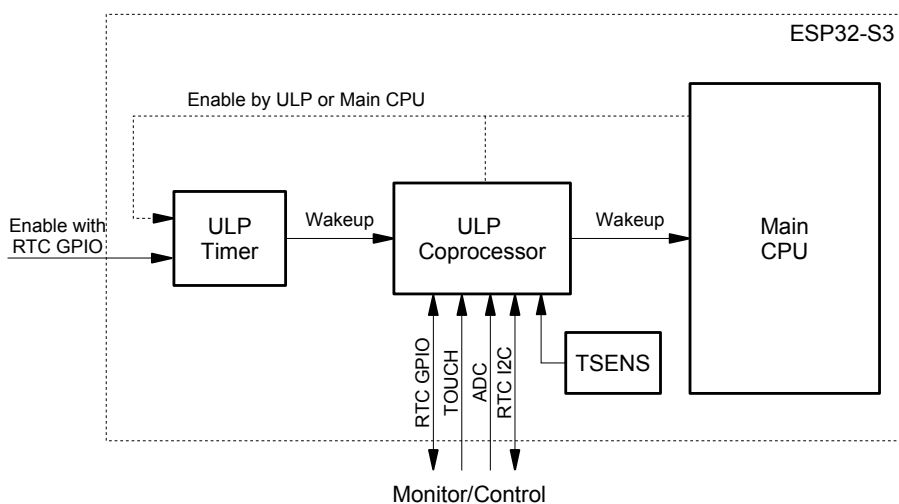 ESP32-S3
Enable by ULP or Main CPU
Enable with
RTC GPIO
ULP
Timer
Wakeup
ULP
Coprocessor
Wakeup
Main
CPU
RTC GPIO
TOUCH
ADC
RTC I2C
TSENS
Monitor/Control